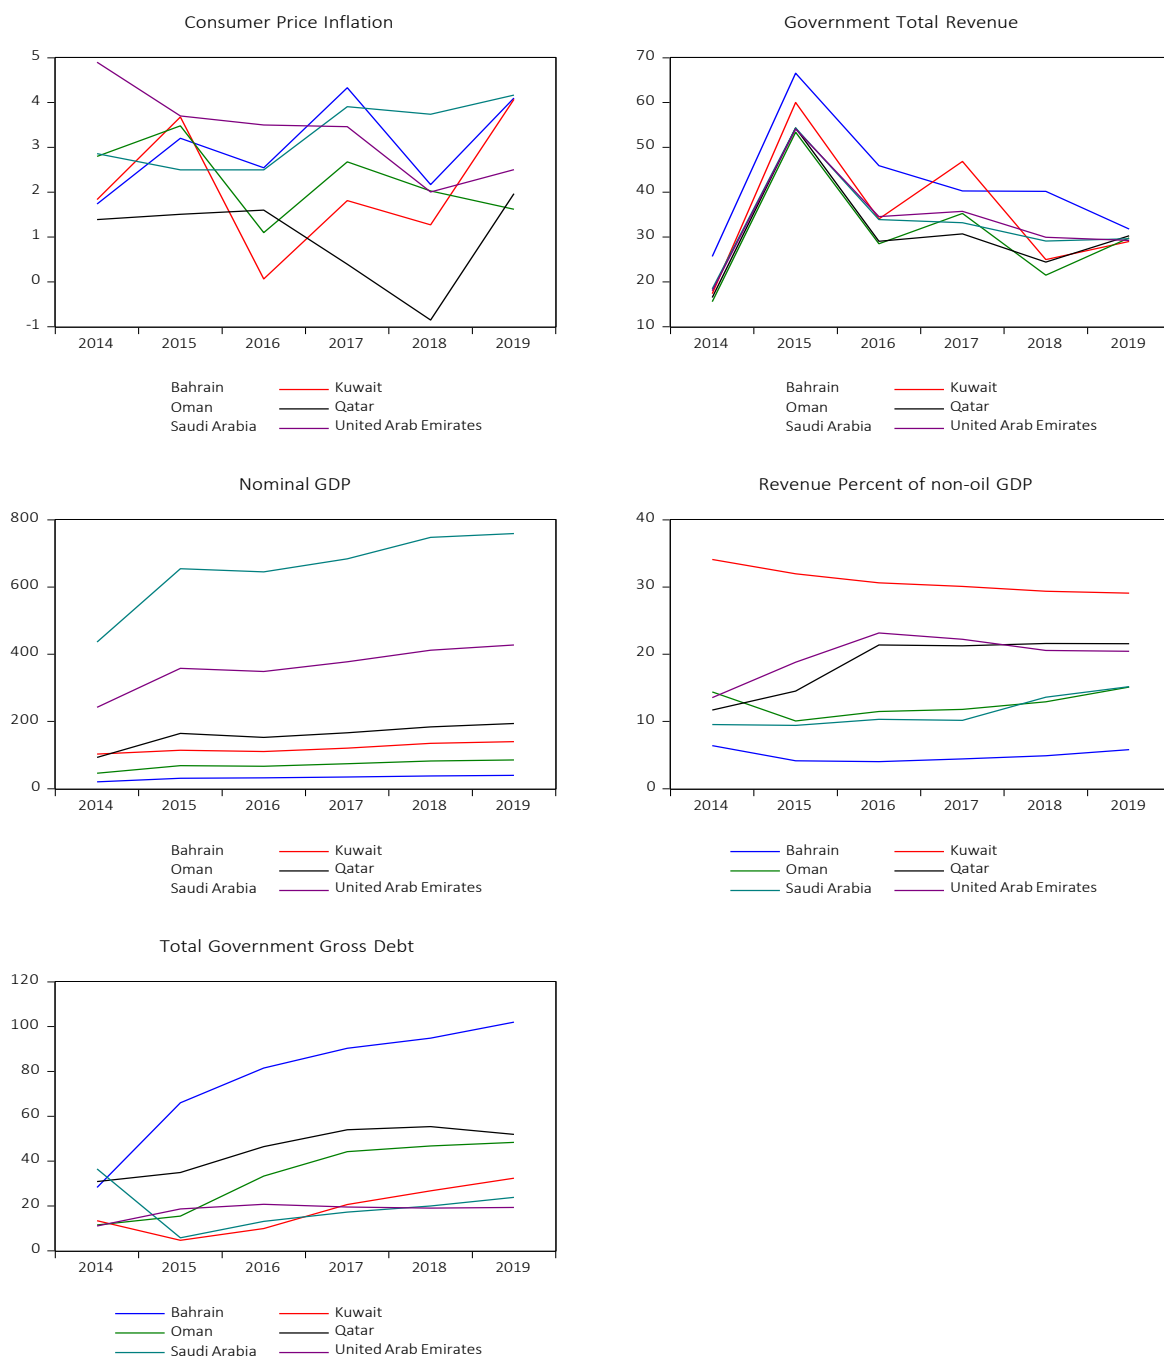 Consumer Price Inflation
5
4
3
2
1
0
-1
2014 2015 2016 2017 2018 2019
Bahrain Kuwait
Oman Qatar
Saudi Arabia United Arab Emirates
Government Total Revenue
70
60
50
40
30
20
10
2014 2015 2016 2017 2018 2019
Bahrain Kuwait
Oman Qatar
Saudi Arabia United Arab Emirates
Nominal GDP
800
600
400
200
0
2014 2015 2016 2017 2018 2019
Bahrain Kuwait
Oman Qatar
Saudi Arabia United Arab Emirates
Revenue Percent of non-oil GDP
40
30
20
10
0
2014 2015 2016 2017 2018 2019
Bahrain Kuwait
Oman Qatar
Saudi Arabia United Arab Emirates
Total Government Gross Debt
120
100
80
60
40
20
0
2014 2015 2016 2017 2018 2019
Bahrain Kuwait
Oman Qatar
Saudi Arabia United Arab Emirates